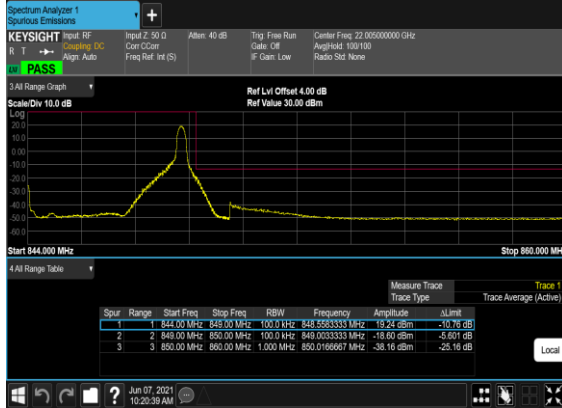 Spectrum Analyzer 1
Spurious Emissions
+
KEYSIGHT Input: RF Input Z: 50 Ω Atten: 40 dB Trig: Free Run Center Freq: 22.005000000 GHz
R T Coupling: DC Corr CCorr Gate: Off Avg|Hold: 100/100
Align: Auto Freq Ref: Int (S) IF Gain: Low Radio Std: None
PASS
3 All Range Graph Ref Lvl Offset 4.00 dB
Scale/Div 10.0 dB Ref Value 30.00 dBm
Log
20.0
10.0
0.00
-10.0
-20.0
-30.0
-40.0
-50.0
-60.0
Start 844.000 MHz Stop 860.000 MH
4 All Range Table
Measure Trace Trace 1
Trace Type Trace Average (Active)
Spur Range Start Freq Stop Freq RBW Frequency Amplitude ΔLimit
1 1 844.00 MHz 849.00 MHz 100.0 kHz 848.5583333 MHz 19.24 dBm -10.76 dB
2 2 849.00 MHz 850.00 MHz 100.0 kHz 849.0033333 MHz -18.60 dBm -5.601 dB
3 3 850.00 MHz 860.00 MHz 1.000 MHz 850.0166667 MHz -38.16 dBm -25.16 dB
Local
? Jun 07, 2021
10:20:39 AM